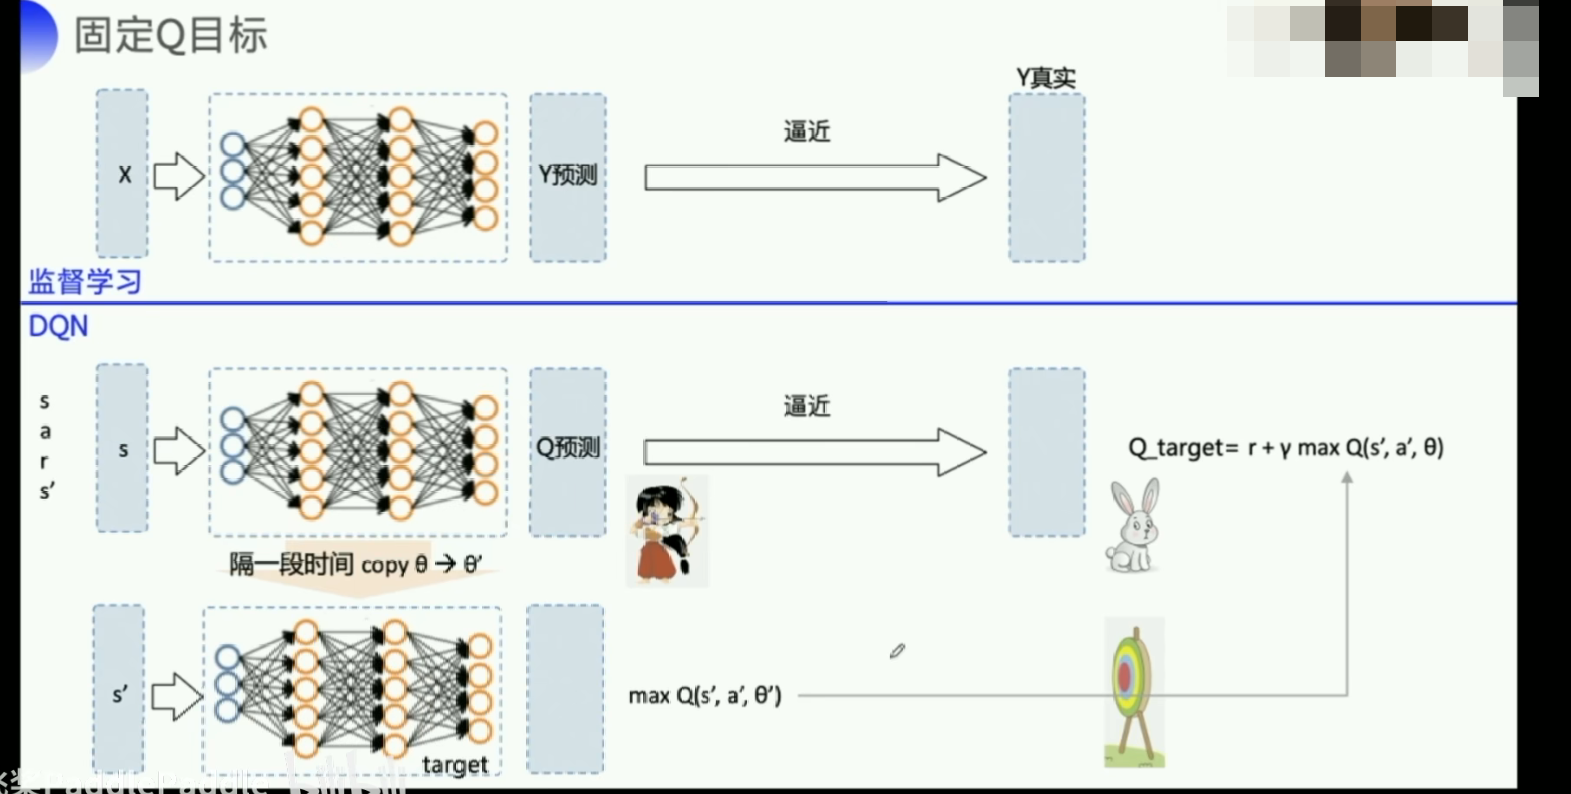 固定Q目标
Y真实
X
Y预测
逼近
监督学习
DQN
s
a
r
s′
s
Q预测
逼近
Q_target= r + γ max Q(s′, a′, θ)
隔一段时间 copy θ → θ′
s′
max Q(s′, a′, θ′)
target
PaddlePaddle